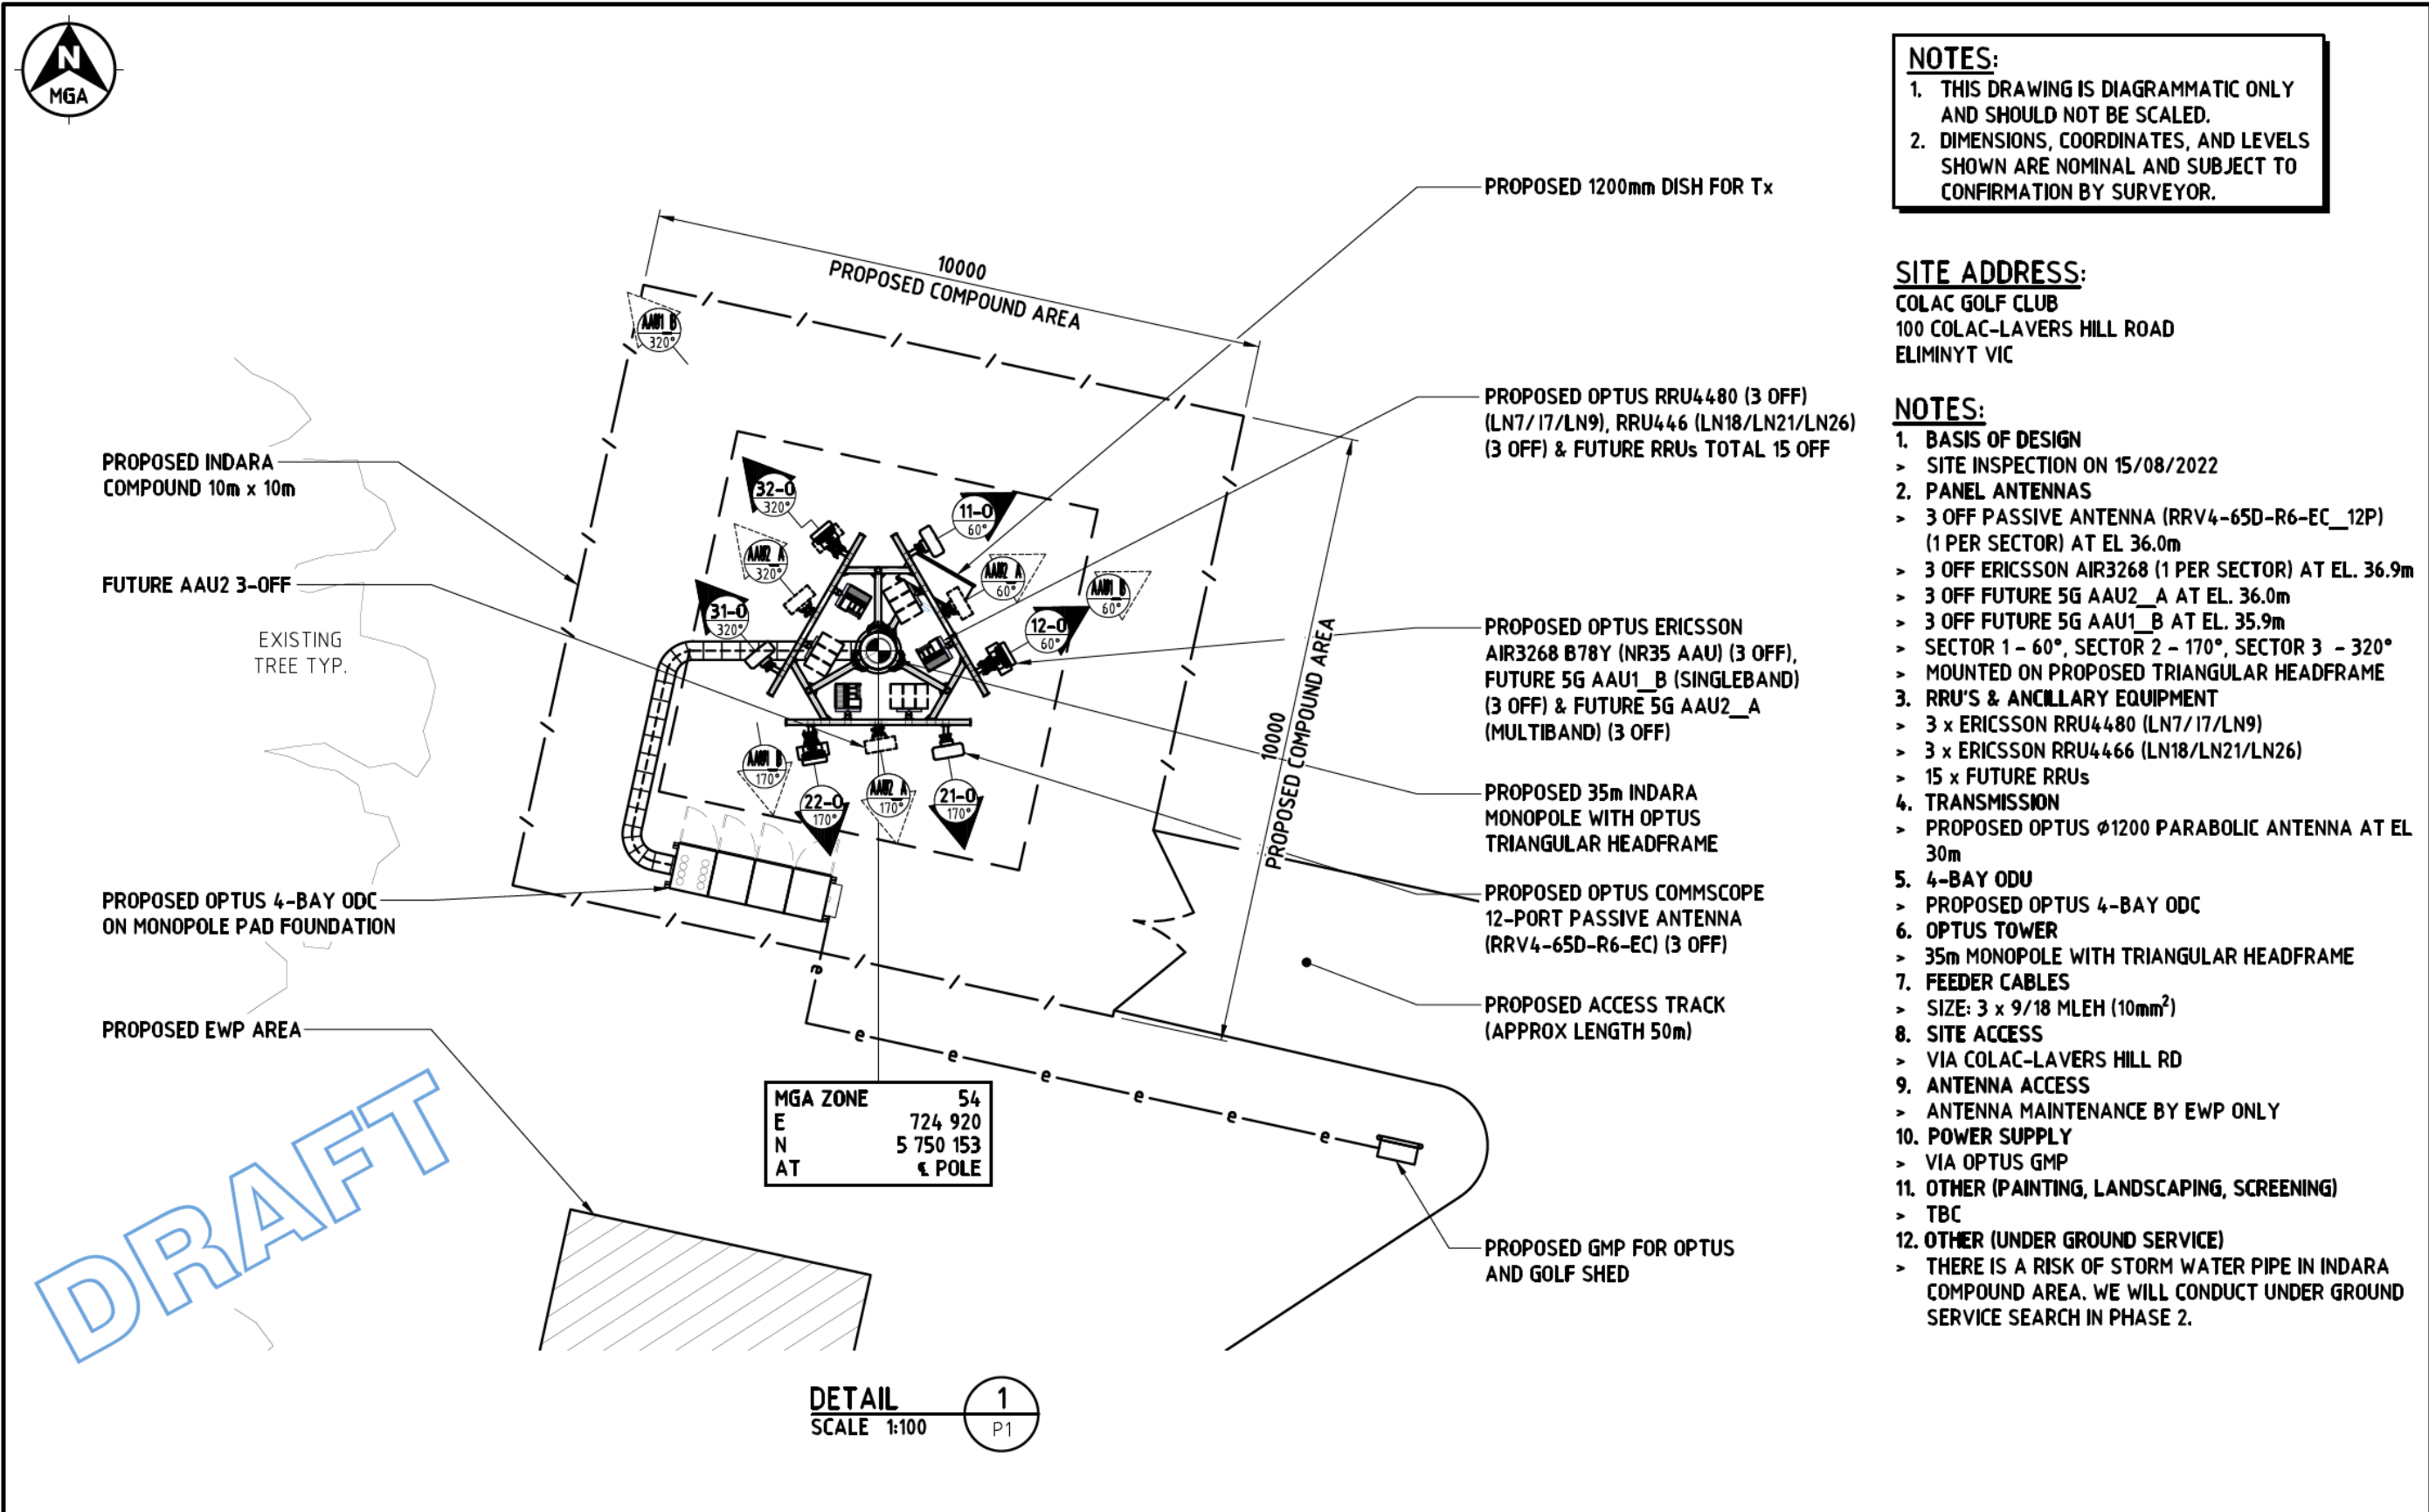 N
MGA
NOTES:
1. THIS DRAWING IS DIAGRAMMATIC ONLY
AND SHOULD NOT BE SCALED.
2. DIMENSIONS, COORDINATES, AND LEVELS
SHOWN ARE NOMINAL AND SUBJECT TO
CONFIRMATION BY SURVEYOR.
SITE ADDRESS:
COLAC GOLF CLUB
100 COLAC-LAVERS HILL ROAD
ELIMINYT VIC
NOTES:
1. BASIS OF DESIGN
> SITE INSPECTION ON 15/08/2022
2. PANEL ANTENNAS
> 3 OFF PASSIVE ANTENNA (RRV4-65D-R6-EC__12P)
(1 PER SECTOR) AT EL 36.0m
> 3 OFF ERICSSON AIR3268 (1 PER SECTOR) AT EL. 36.9m
> 3 OFF FUTURE 5G AAU2__A AT EL. 36.0m
> 3 OFF FUTURE 5G AAU1__B AT EL. 35.9m
> SECTOR 1 - 60°, SECTOR 2 - 170°, SECTOR 3 - 320°
> MOUNTED ON PROPOSED TRIANGULAR HEADFRAME
3. RRU'S & ANCILLARY EQUIPMENT
> 3 x ERICSSON RRU4480 (LN7/I7/LN9)
> 3 x ERICSSON RRU4466 (LN18/LN21/LN26)
> 15 x FUTURE RRUs
4. TRANSMISSION
> PROPOSED OPTUS Ø1200 PARABOLIC ANTENNA AT EL
30m
5. 4-BAY ODU
> PROPOSED OPTUS 4-BAY ODC
6. OPTUS TOWER
> 35m MONOPOLE WITH TRIANGULAR HEADFRAME
7. FEEDER CABLES
> SIZE: 3 x 9/18 MLEH (10mm²)
8. SITE ACCESS
> VIA COLAC-LAVERS HILL RD
9. ANTENNA ACCESS
> ANTENNA MAINTENANCE BY EWP ONLY
10. POWER SUPPLY
> VIA OPTUS GMP
11. OTHER (PAINTING, LANDSCAPING, SCREENING)
> TBC
12. OTHER (UNDER GROUND SERVICE)
> THERE IS A RISK OF STORM WATER PIPE IN INDARA
COMPOUND AREA. WE WILL CONDUCT UNDER GROUND
SERVICE SEARCH IN PHASE 2.
PROPOSED 1200mm DISH FOR Tx
PROPOSED OPTUS RRU4480 (3 OFF)
(LN7/I7/LN9), RRU446 (LN18/LN21/LN26)
(3 OFF) & FUTURE RRUs TOTAL 15 OFF
PROPOSED OPTUS ERICSSON
AIR3268 B78Y (NR35 AAU) (3 OFF),
FUTURE 5G AAU1__B (SINGLEBAND)
(3 OFF) & FUTURE 5G AAU2__A
(MULTIBAND) (3 OFF)
PROPOSED 35m INDARA
MONOPOLE WITH OPTUS
TRIANGULAR HEADFRAME
PROPOSED OPTUS COMMSCOPE
12-PORT PASSIVE ANTENNA
(RRV4-65D-R6-EC) (3 OFF)
PROPOSED ACCESS TRACK
(APPROX LENGTH 50m)
PROPOSED GMP FOR OPTUS
AND GOLF SHED
10000
PROPOSED COMPOUND AREA
10000
PROPOSED COMPOUND AREA
PROPOSED INDARA
COMPOUND 10m x 10m
FUTURE AAU2 3-OFF
EXISTING
TREE TYP.
PROPOSED OPTUS 4-BAY ODC
ON MONOPOLE PAD FOUNDATION
PROPOSED EWP AREA
AAU1_B
320°
32-O
320°
AAU2_A
320°
31-O
320°
11-O
60°
AAU2_A
60°
AAU1_B
60°
12-O
60°
AAU1_B
170°
22-O
170°
AAU2_A
170°
21-O
170°
e
e
e
e
e
e
e
MGA ZONE 54
E 724 920
N 5 750 153
AT ℄ POLE
DRAFT
DETAIL
SCALE 1:100
1
P1